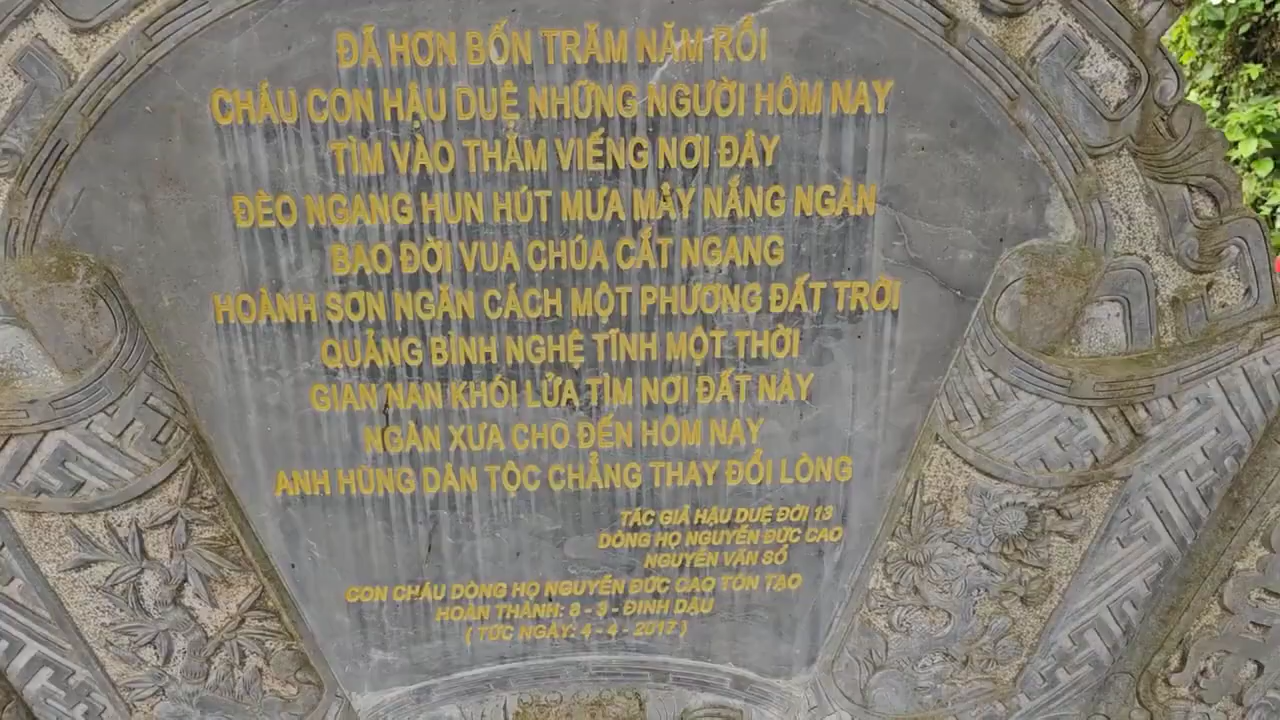 ĐÃ HƠN BỐN TRĂM NĂM RỒI
CHÁU CON HẬU DUỆ NHỮNG NGƯỜI HÔM NAY
TÌM VÀO THẮM VIẾNG NƠI ĐÂY
ĐÈO NGANG HUN HÚT MƯA MÂY NẮNG NGÀN
BAO ĐỜI VUA CHÚA CẮT NGANG
HOÀNH SƠN NGĂN CÁCH MỘT PHƯƠNG ĐẤT TRỜI
QUẢNG BÌNH NGHỆ TĨNH MỘT THỜI
GIAN NAN KHÓI LỬA TÌM NƠI ĐẤT NÀY
NGÀN XƯA CHO ĐẾN HÔM NAY
ANH HÙNG DÂN TỘC CHẲNG THAY ĐỔI LÒNG
TÁC GIẢ HẬU DUỆ ĐỜI 13
DÒNG HỌ NGUYỄN ĐỨC CAO
NGUYỄN VĂN SỔ
CON CHÁU DÒNG HỌ NGUYỄN ĐỨC CAO TÔN TẠO
HOÀN THÀNH: 8 - 3 - ĐINH DẬU
( TỨC NGÀY: 4 - 4 - 2017 )